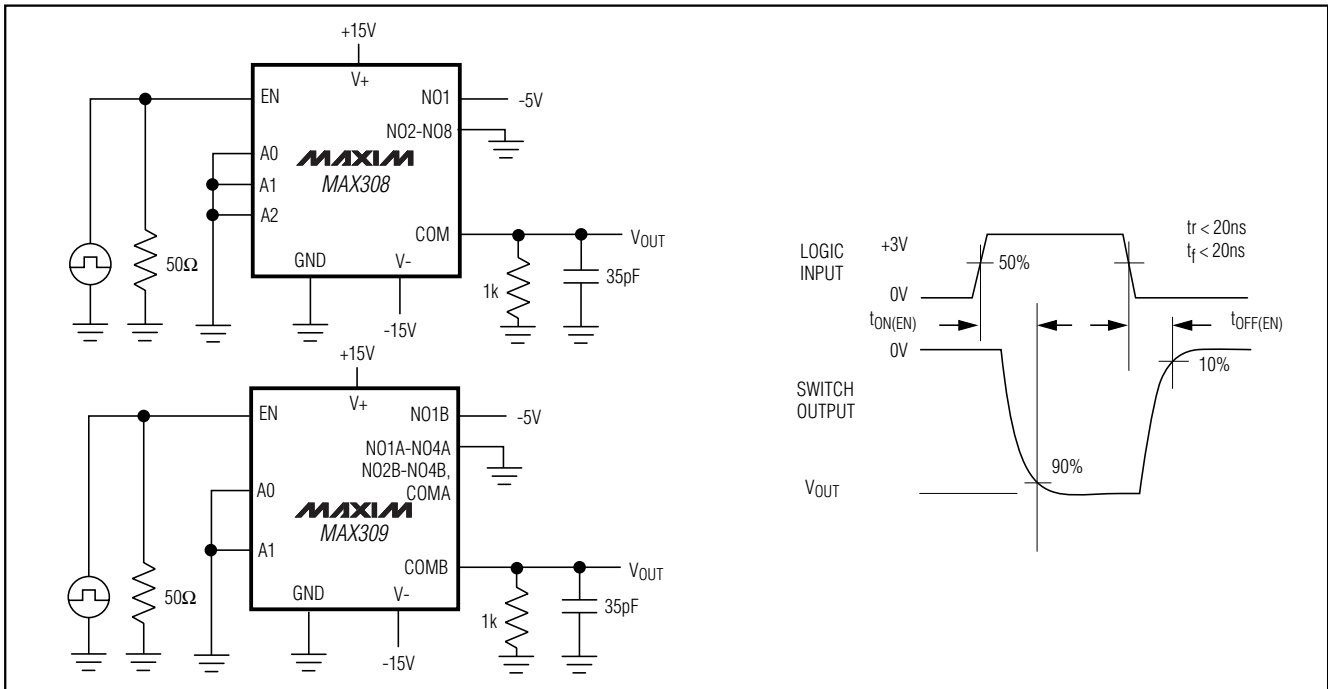 +15V
V+
EN
NO1
-5V
NO2-NO8
A0
MAXIM
MAX308
A1
A2
COM
VOUT
GND
V-
50Ω
1k
35pF
-15V
+15V
V+
EN
NO1B
-5V
NO1A-NO4A
NO2B-NO4B,
COMA
A0
MAXIM
MAX309
A1
COMB
VOUT
GND
V-
50Ω
1k
35pF
-15V
LOGIC
INPUT
+3V
50%
tr < 20ns
tf < 20ns
0V
tON(EN)
tOFF(EN)
0V
10%
SWITCH
OUTPUT
90%
VOUT